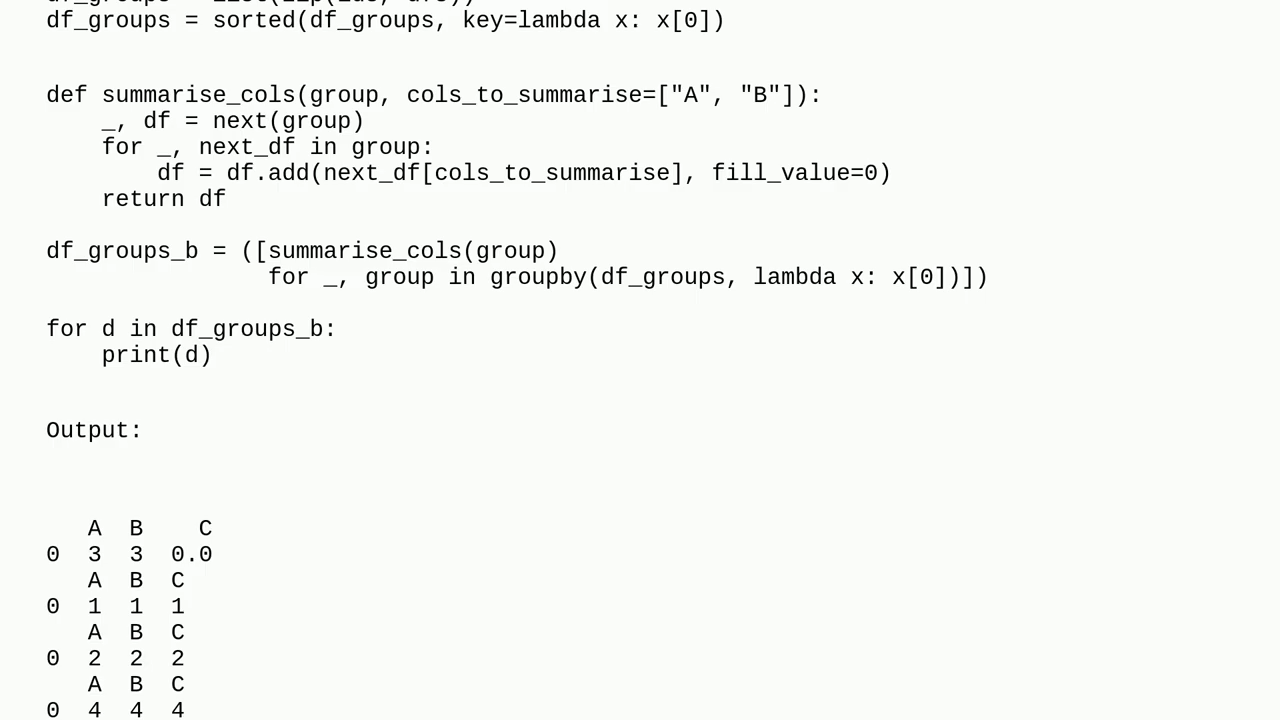 df_groups = sorted(df_groups, key=lambda x: x[0])
def summarise_cols(group, cols_to_summarise=["A", "B"]):
    _, df = next(group)
    for _, next_df in group:
        df = df.add(next_df[cols_to_summarise], fill_value=0)
    return df
df_groups_b = ([summarise_cols(group)
                for _, group in groupby(df_groups, lambda x: x[0])])
for d in df_groups_b:
    print(d)
Output:
   A  B    C
0  3  3  0.0
   A  B  C
0  1  1  1
   A  B  C
0  2  2  2
   A  B  C
0  4  4  4